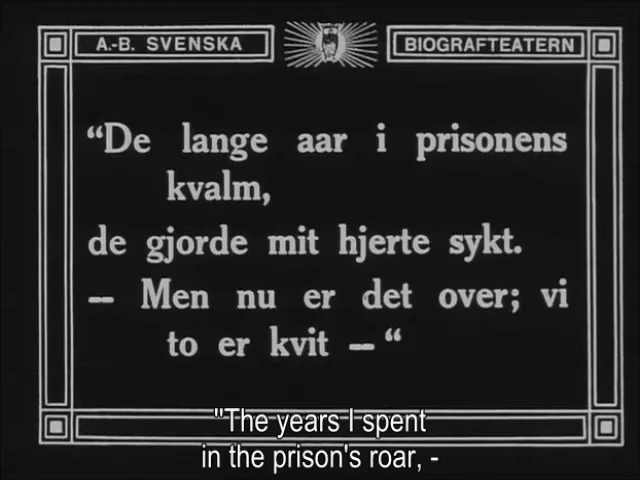 A.-B. SVENSKA BIOGRAFTEATERN
“De lange aar i prisonens
kvalm,
de gjorde mit hjerte sykt.
-- Men nu er det over; vi
to er kvit --“
"The years I spent
in the prison's roar, -